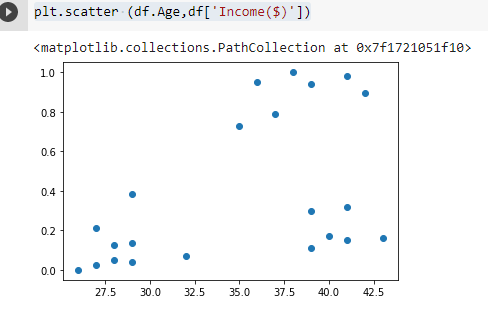 plt.scatter (df.Age,df['Income($)'])
<matplotlib.collections.PathCollection at 0x7f1721051f10>
1.0
0.8
0.6
0.4
0.2
0.0
27.5 30.0 32.5 35.0 37.5 40.0 42.5